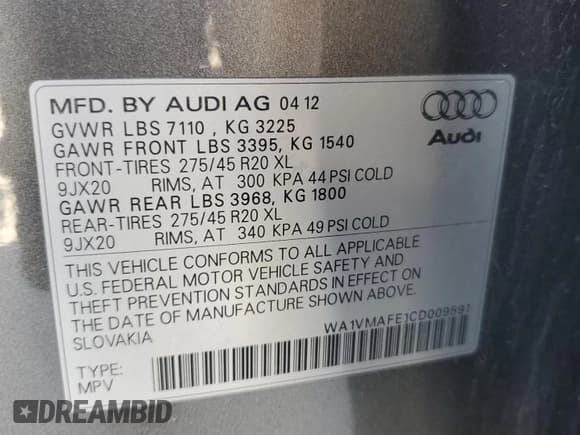 MFD. BY AUDI AG 04 12
GVWR LBS 7110 , KG 3225
GAWR FRONT LBS 3395, KG 1540
FRONT-TIRES 275/45 R20 XL
9JX20 RIMS, AT 300 KPA 44 PSI COLD
GAWR REAR LBS 3968, KG 1800
REAR-TIRES 275/45 R20 XL
9JX20 RIMS, AT 340 KPA 49 PSI COLD
Audi
THIS VEHICLE CONFORMS TO ALL APPLICABLE
U.S. FEDERAL MOTOR VEHICLE SAFETY AND
THEFT PREVENTION STANDARDS IN EFFECT ON
THE DATE OF MANUFACTURE SHOWN ABOVE.
SLOVAKIA
WA1VMAFE1CD009591
TYPE:
MPV
DREAMBID